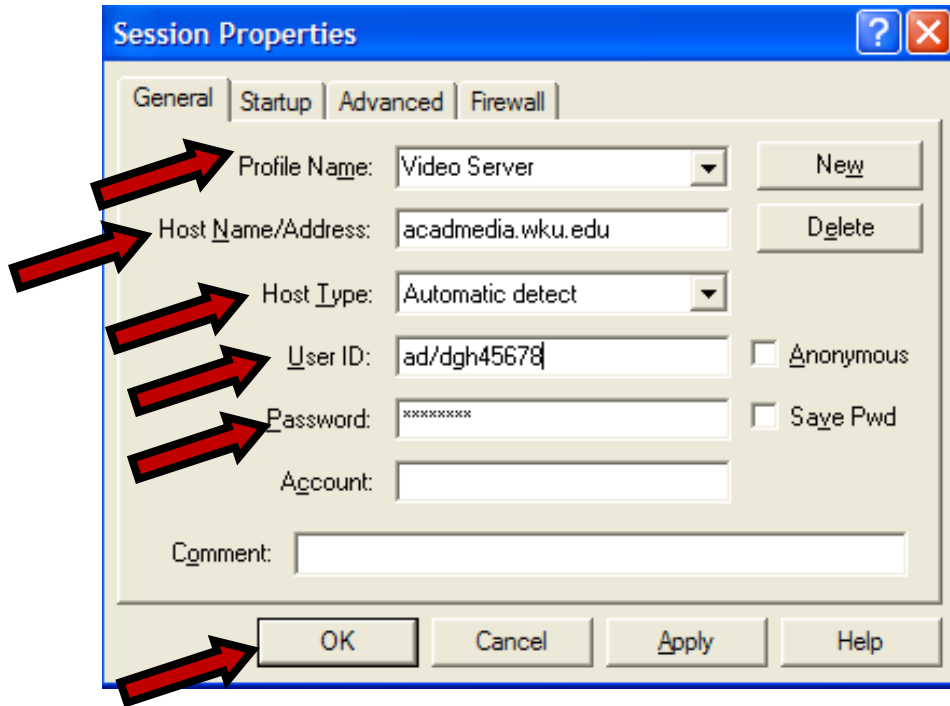 Session Properties
General Startup Advanced Firewall
Profile Name: Video Server New
Host Name/Address: acadmedia.wku.edu Delete
Host Type: Automatic detect
User ID: ad/dgh45678 Anonymous
Password: ******** Save Pwd
Account:
Comment:
OK Cancel Apply Help